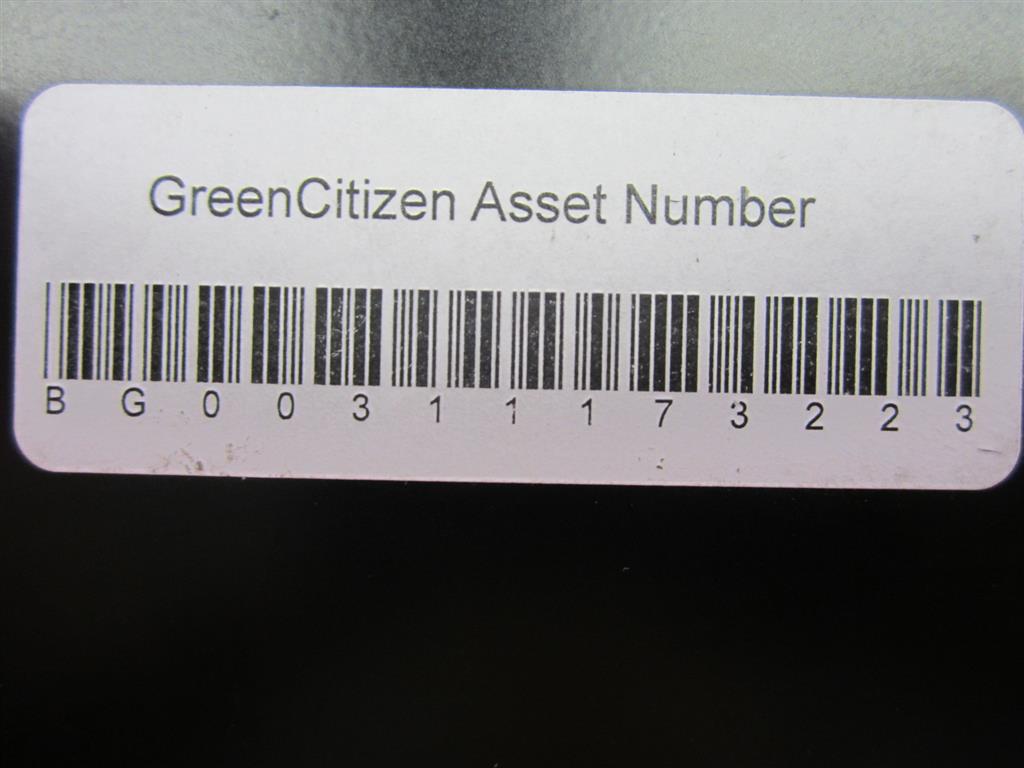 GreenCitizen Asset Number
B G 0 0 3 1 1 1 7 3 2 2 3